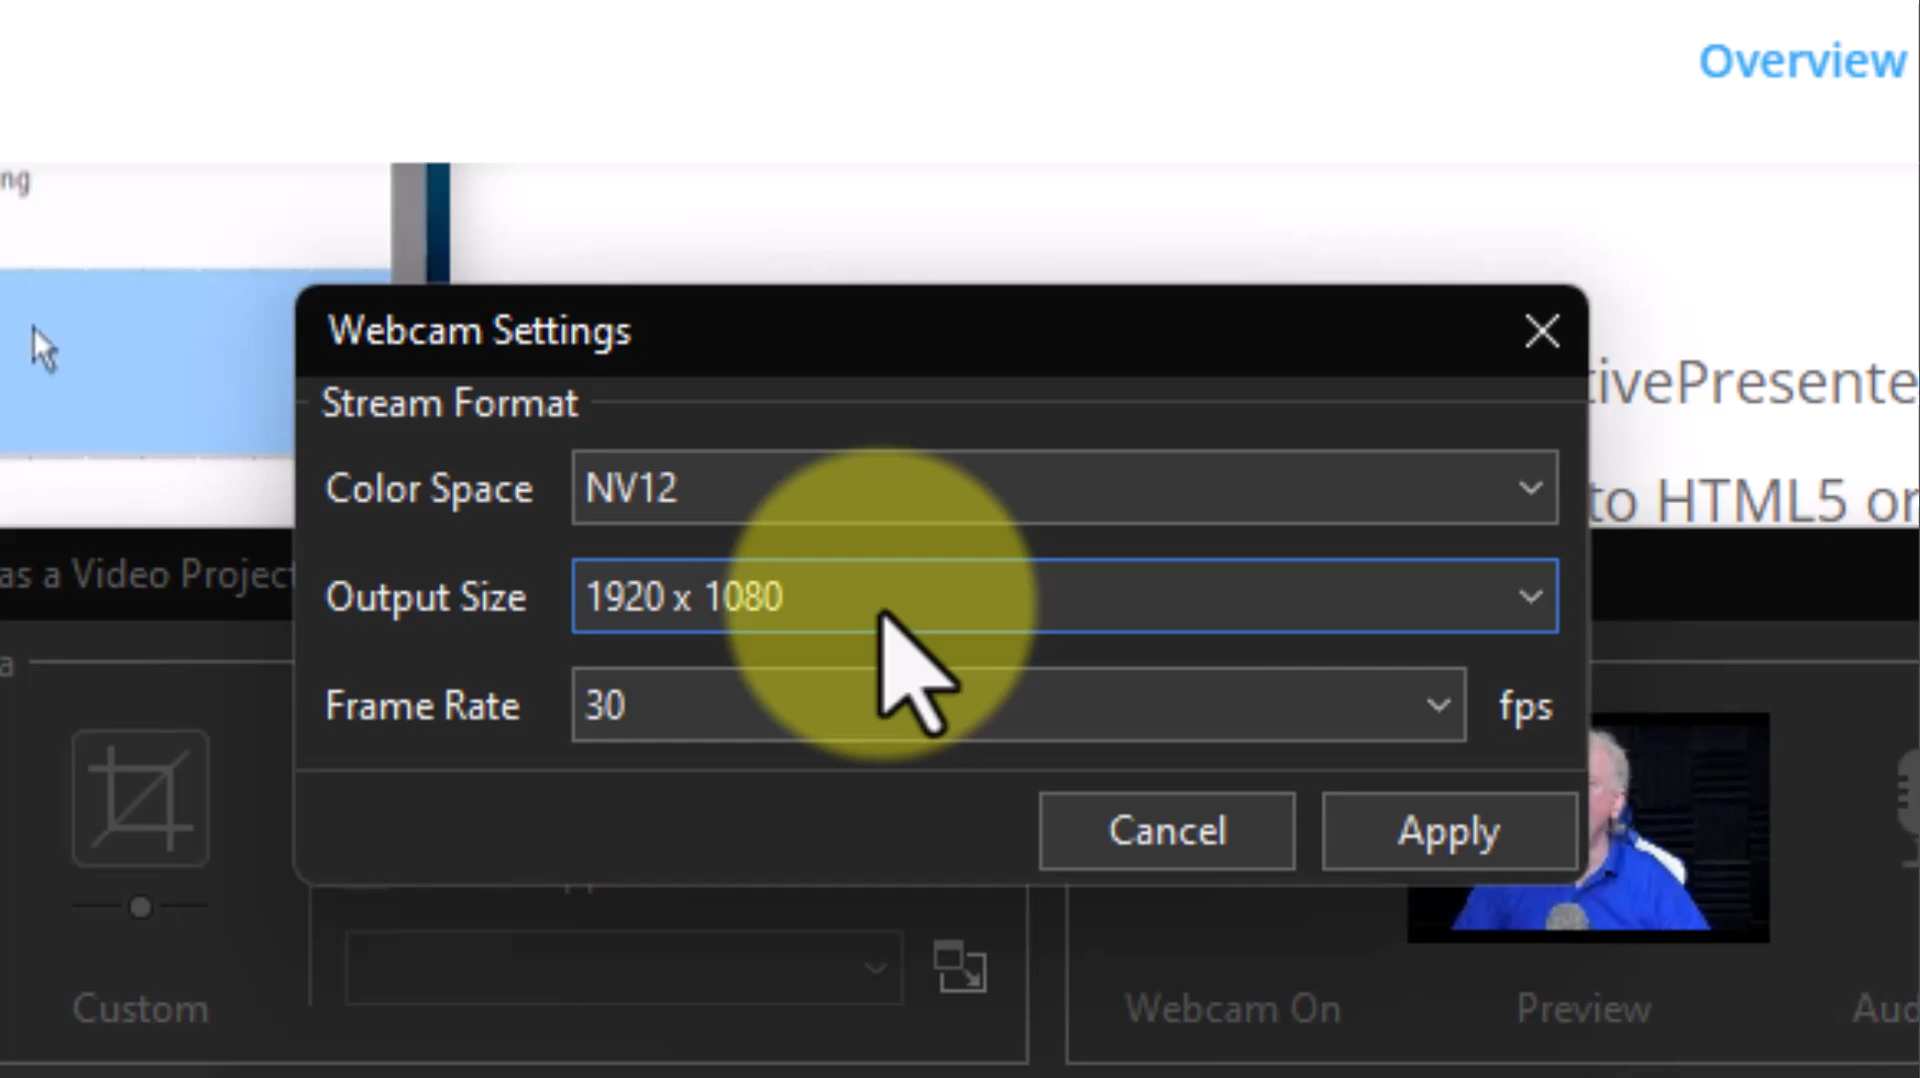 Overview
ng
Webcam Settings
Stream Format
tivePresente
Color Space
NV12
to HTML5 or
as a Video Project
Output Size
1920 x 1080
a
Frame Rate
30
fps
Cancel
Apply
Custom
Webcam On
Preview
Aud